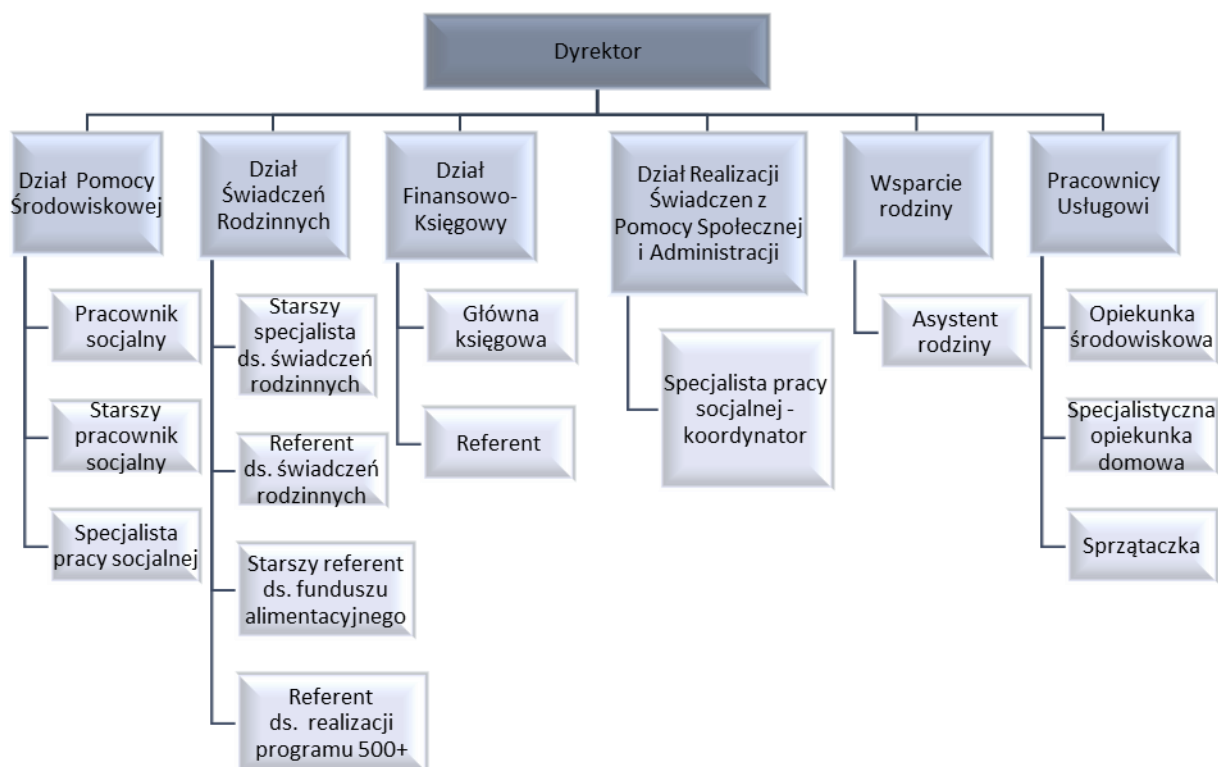 Dyrektor
Dział Pomocy
Środowiskowej
Pracownik
socjalny
Starszy
pracownik
socjalny
Specjalista
pracy socjalnej
Dział
Świadczeń
Rodzinnych
Starszy
specjalista
ds. świadczeń
rodzinnych
Referent
ds. świadczeń
rodzinnych
Starszy referent
ds. funduszu
alimentacyjnego
Referent
ds. realizacji
programu 500+
Dział
Finansowo-
Księgowy
Główna
księgowa
Referent
Dział Realizacji
Świadczen z
Pomocy Społecznej
i Administracji
Specjalista pracy
socjalnej -
koordynator
Wsparcie
rodziny
Asystent
rodziny
Pracownicy
Usługowi
Opiekunka
środowiskowa
Specjalistyczna
opiekunka
domowa
Sprzątaczka